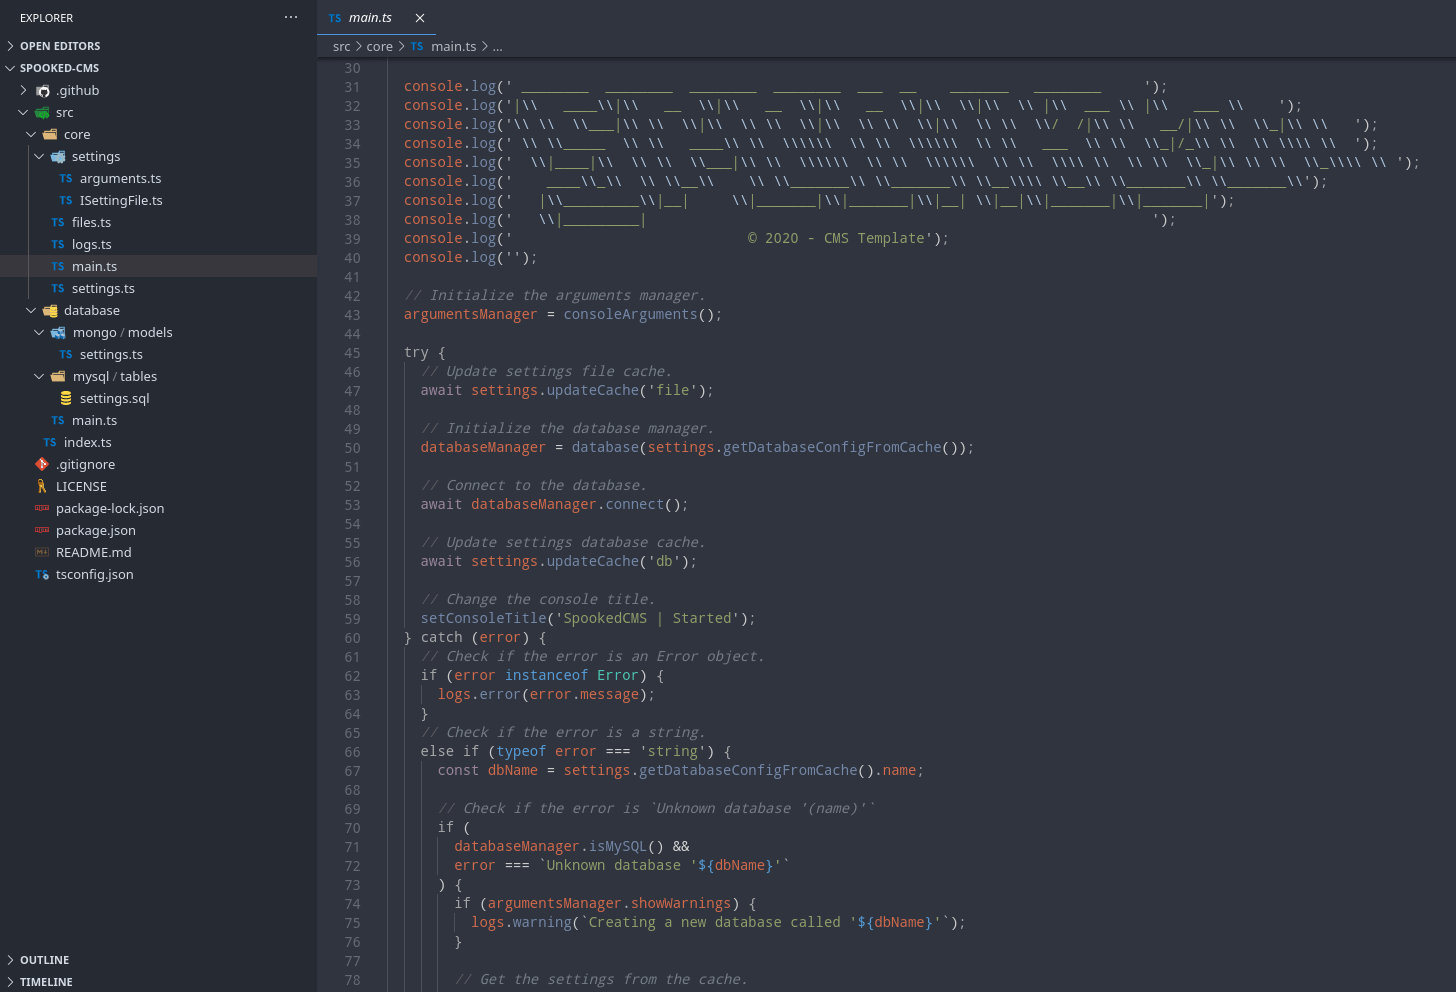 EXPLORER
OPEN EDITORS
SPOOKED-CMS
.github
src
core
settings
TS arguments.ts
TS ISettingFile.ts
TS files.ts
TS logs.ts
TS main.ts
TS settings.ts
database
mongo / models
TS settings.ts
mysql / tables
settings.sql
TS main.ts
TS index.ts
.gitignore
LICENSE
package-lock.json
package.json
README.md
TS tsconfig.json
OUTLINE
TIMELINE
TS main.ts
src > core > TS main.ts > ...
30
31 console.log(' ________  ________  ________  ________  ___  __    _______   ________     ');
32 console.log('|\\   ____\\|\\   __  \\|\\   __  \\|\\   __  \\|\\  \\|\\  \\ |\\  ___ \\ |\\   ___ \\    ');
33 console.log('\\ \\  \\___|\\ \\  \\|\\ \\ \\  \\|\\  \\ \\  \\|\\  \\ \\  \\/  /|\\ \\   __/|\\ \\  \\_|\\ \\   ');
34 console.log(' \\ \\_____  \\ \\   ____\\ \\  \\\\\\  \\ \\  \\\\\\  \\ \\   ___  \\ \\  \\_|/_\\ \\  \\ \\\\ \\  ');
35 console.log('  \\|____|\\  \\ \\  \\___|\\ \\  \\\\\\  \\ \\  \\\\\\  \\ \\  \\\\ \\  \\ \\  \\_|\\ \\ \\  \\_\\\\ \\ ');
36 console.log('    ____\\_\\  \\ \\__\\    \\ \\_______\\ \\_______\\ \\__\\\\ \\__\\ \\_______\\ \\_______\\');
37 console.log('   |\\_________\\|__|     \\|_______|\\|_______|\\|__| \\|__|\\|_______|\\|_______|');
38 console.log('   \\|_________|                                                            ');
39 console.log('                            © 2020 - CMS Template');
40 console.log('');
41
42 // Initialize the arguments manager.
43 argumentsManager = consoleArguments();
44
45 try {
46 // Update settings file cache.
47 await settings.updateCache('file');
48
49 // Initialize the database manager.
50 databaseManager = database(settings.getDatabaseConfigFromCache());
51
52 // Connect to the database.
53 await databaseManager.connect();
54
55 // Update settings database cache.
56 await settings.updateCache('db');
57
58 // Change the console title.
59 setConsoleTitle('SpookedCMS | Started');
60 } catch (error) {
61 // Check if the error is an Error object.
62 if (error instanceof Error) {
63 logs.error(error.message);
64 }
65 // Check if the error is a string.
66 else if (typeof error === 'string') {
67 const dbName = settings.getDatabaseConfigFromCache().name;
68
69 // Check if the error is `Unknown database '(name)'`
70 if (
71 databaseManager.isMySQL() &&
72 error === `Unknown database '${dbName}'`
73 ) {
74 if (argumentsManager.showWarnings) {
75 logs.warning(`Creating a new database called '${dbName}'`);
76 }
77
78 // Get the settings from the cache.